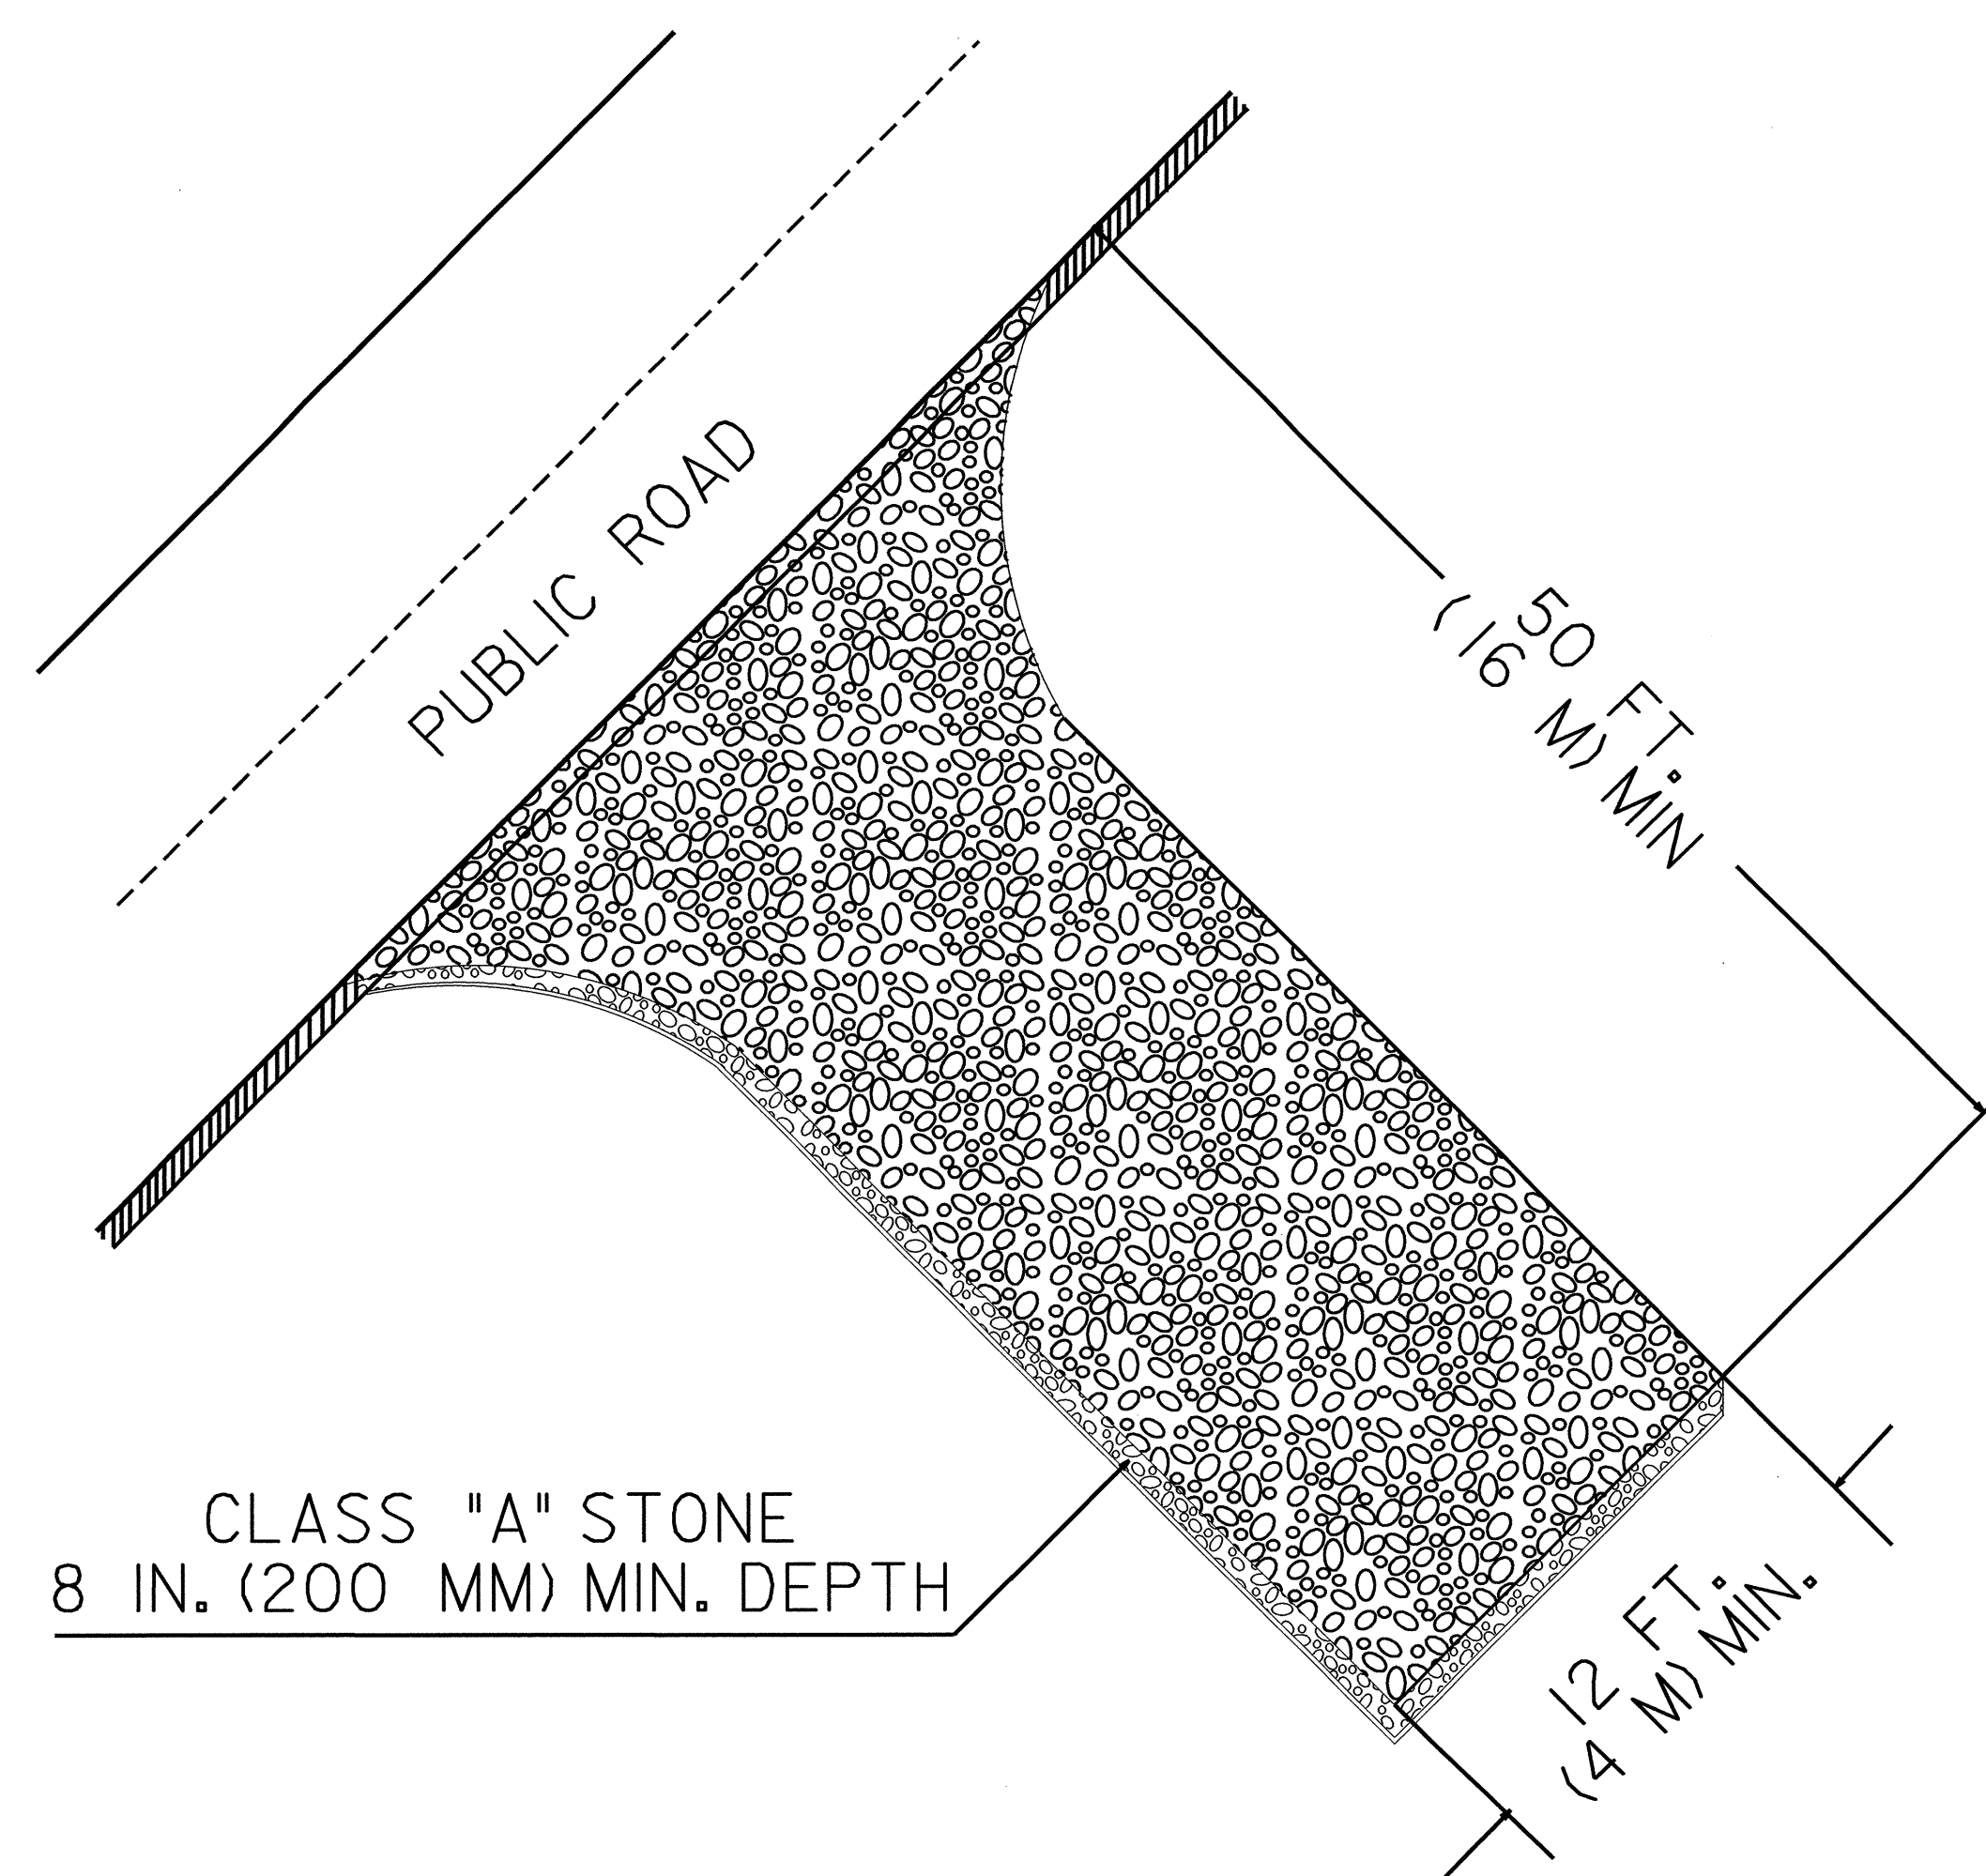 PUBLIC ROAD
50 FT.
(16 M) MIN
CLASS "A" STONE
8 IN. (200 MM) MIN. DEPTH
12 FT.
(4 M) MIN.